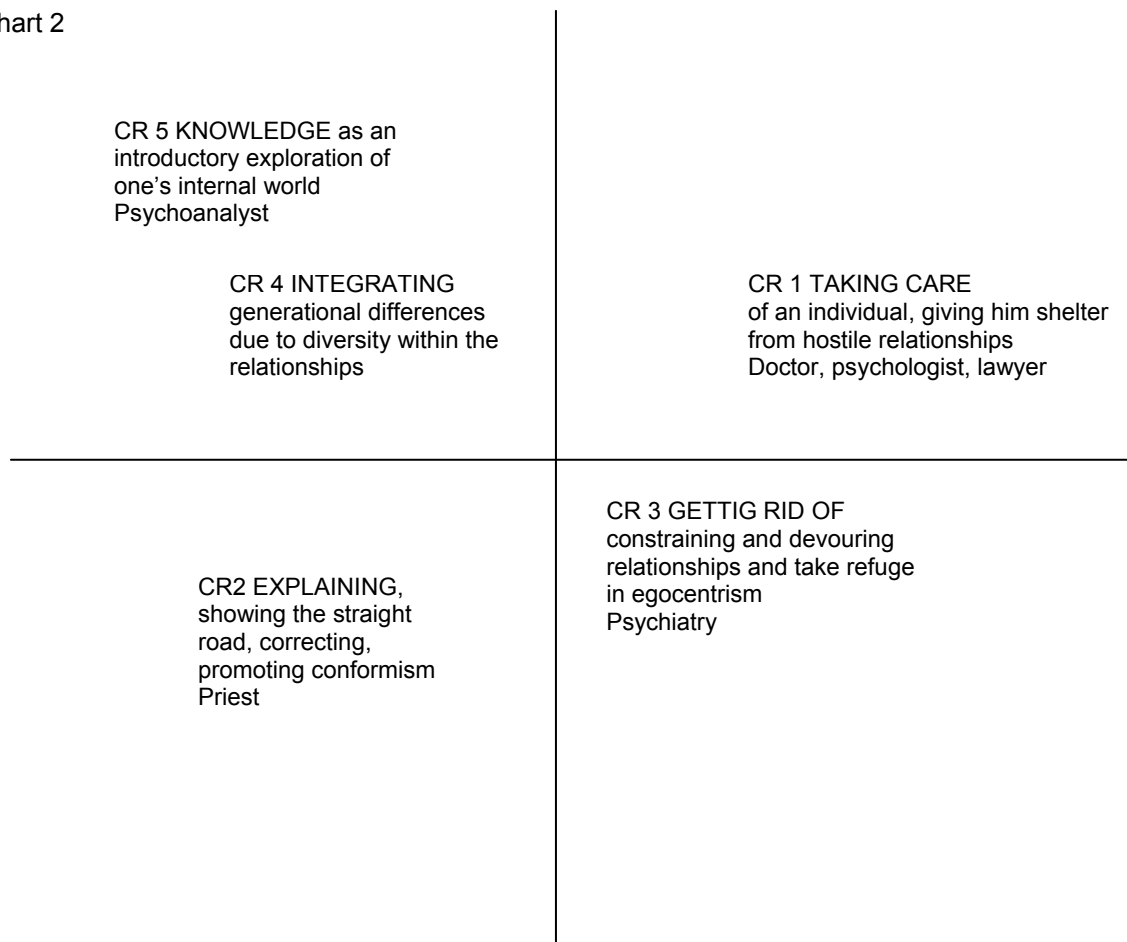 hart 2
CR 5 KNOWLEDGE as an
introductory exploration of
one's internal world
Psychoanalyst
CR 4 INTEGRATING
generational differences
due to diversity within the
relationships
CR 1 TAKING CARE
of an individual, giving him shelter
from hostile relationships
Doctor, psychologist, lawyer
CR2 EXPLAINING,
showing the straight
road, correcting,
promoting conformism
Priest
CR 3 GETTIG RID OF
constraining and devouring
relationships and take refuge
in egocentrism
Psychiatry